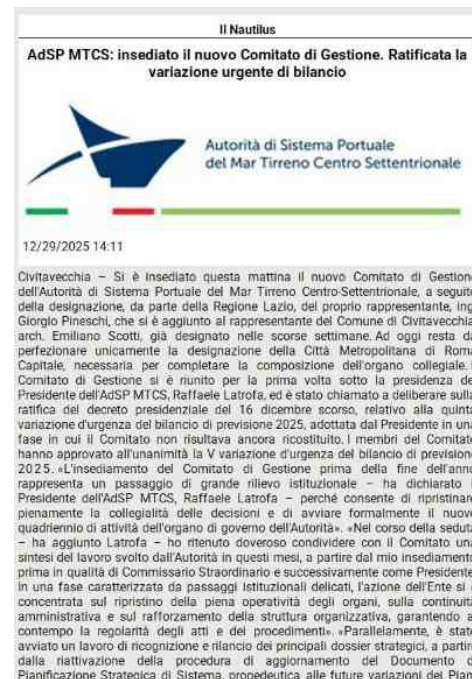 Il Nautilus
AdSP MTCS: insediato il nuovo Comitato di Gestione. Ratificata la
variazione urgente di bilancio
Autorità di Sistema Portuale
del Mar Tirreno Centro Settentrionale
12/29/2025 14:11
Civitavecchia – Si è insediato questa mattina il nuovo Comitato di Gestione
dell'Autorità di Sistema Portuale del Mar Tirreno Centro-Settentrionale, a seguito
della designazione, da parte della Regione Lazio, del proprio rappresentante, ing.
Giorgio Pineschi, che si è aggiunto al rappresentante del Comune di Civitavecchia
arch. Emiliano Scotti, già designato nelle scorse settimane. Ad oggi resta da
perfezionare unicamente la designazione della Città Metropolitana di Roma
Capitale, necessaria per completare la composizione dell'organo collegiale.
Comitato di Gestione si è riunito per la prima volta sotto la presidenza de
Presidente dell'AdSP MTCS, Raffaele Latrofa, ed è stato chiamato a deliberare sulla
ratifica del decreto presidenziale del 16 dicembre scorso, relativo alla quinta
variazione d'urgenza del bilancio di previsione 2025, adottata dal Presidente in una
fase in cui il Comitato non risultava ancora ricostituito. I membri del Comitato
hanno approvato all'unanimità la V variazione d'urgenza del bilancio di previsione
2025. «L'insediamento del Comitato di Gestione prima della fine dell'anno
rappresenta un passaggio di grande rilievo istituzionale – ha dichiarato i
Presidente dell'AdSP MTCS, Raffaele Latrofa – perché consente di ripristinare
pienamente la collegialità delle decisioni e di avviare formalmente il nuovo
quadriennio di attività dell'organo di governo dell'Autorità». «Nel corso della seduta
– ha aggiunto Latrofa – ho ritenuto doveroso condividere con il Comitato una
sintesi del lavoro svolto dall'Autorità in questi mesi, a partire dal mio insediamento
prima in qualità di Commissario Straordinario e successivamente come Presidente
In una fase caratterizzata da passaggi istituzionali delicati, l'azione dell'Ente si è
concentrata sul ripristino della piena operatività degli organi, sulla continuità
amministrativa e sul rafforzamento della struttura organizzativa, garantendo a
contempo la regolarità degli atti e dei procedimenti». «Parallelamente, è stato
avviato un lavoro di ricognizione e rilancio dei principali dossier strategici, a partire
dalla riattivazione della procedura di aggiornamento del Documento d
Pianificazione Strategica di Sistema, propedeutica alle future variazioni dei Piani